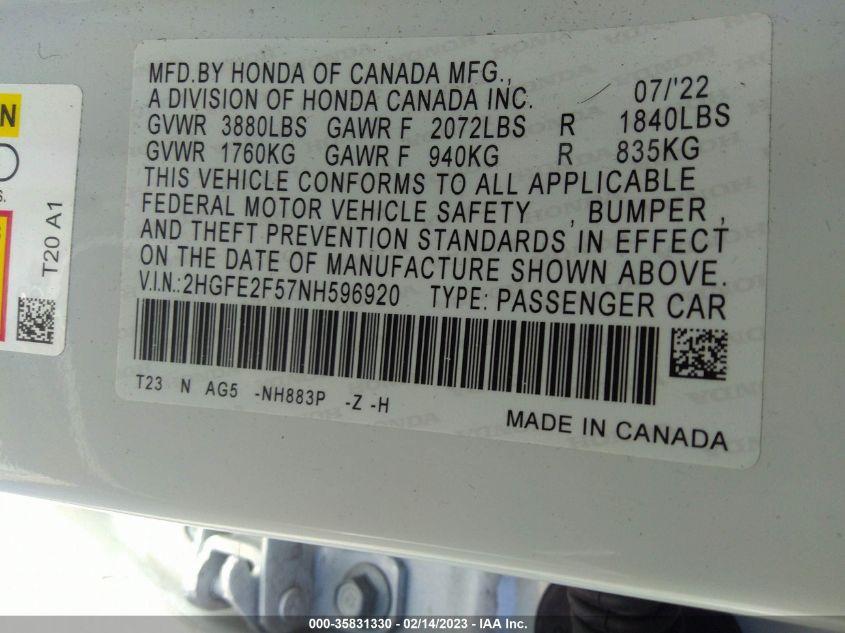 MFD.BY HONDA OF CANADA MFG.,
A DIVISION OF HONDA CANADA INC. 07/'22
GVWR 3880LBS GAWR F 2072LBS R 1840LBS
GVWR 1760KG GAWR F 940KG R 835KG
THIS VEHICLE CONFORMS TO ALL APPLICABLE
FEDERAL MOTOR VEHICLE SAFETY , BUMPER ,
AND THEFT PREVENTION STANDARDS IN EFFECT
ON THE DATE OF MANUFACTURE SHOWN ABOVE.
V.I.N.:2HGFE2F57NH596920 TYPE: PASSENGER CAR
T23 N AG5 -NH883P -Z -H
MADE IN CANADA
T20 A1
000-35831330 — 02/14/2023 — IAA Inc.